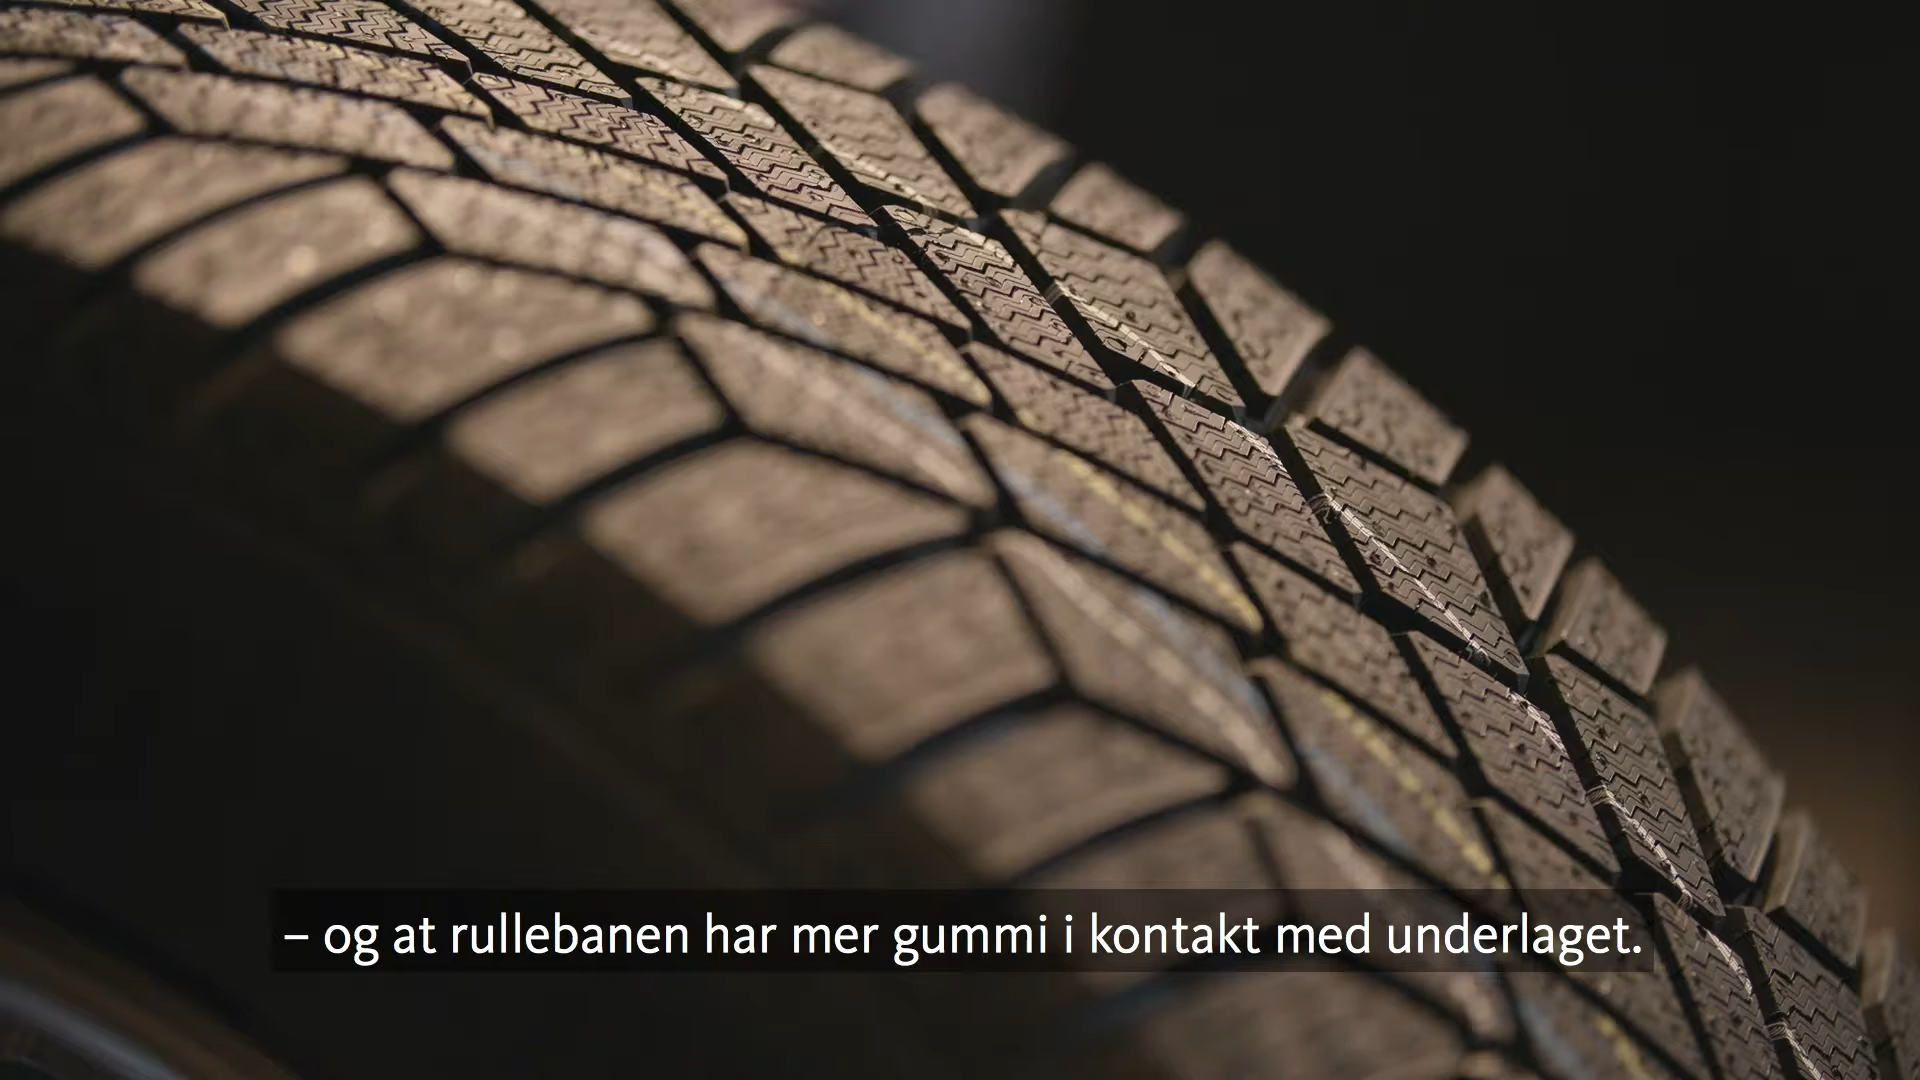 – og at rullebanen har mer gummi i kontakt med underlaget.